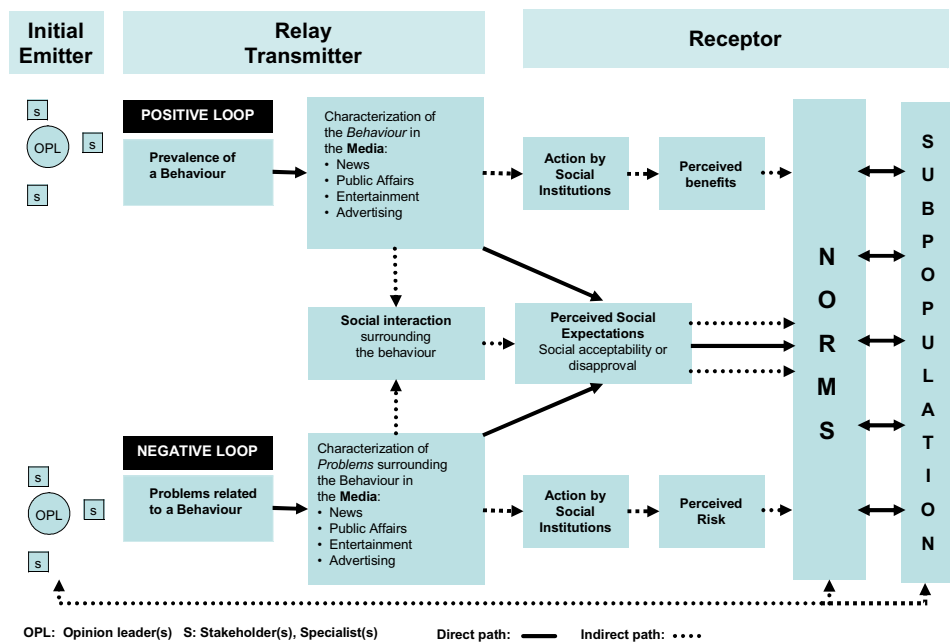 Initial
Emitter
Relay
Transmitter
Receptor
s
OPL
s
s
POSITIVE LOOP
Prevalence of
a Behaviour
Characterization of
the Behaviour in
the Media:
• News
• Public Affairs
• Entertainment
• Advertising
Action by
Social
Institutions
Perceived
benefits
Social interaction
surrounding
the behaviour
Perceived Social
Expectations
Social acceptability or
disapproval
NEGATIVE LOOP
Problems related
to a Behaviour
s
OPL
s
s
Characterization of
Problems surrounding
the Behaviour in
the Media:
• News
• Public Affairs
• Entertainment
• Advertising
Action by
Social
Institutions
Perceived
Risk
N
O
R
M
S
S
U
B
P
O
P
U
L
A
T
I
O
N
OPL: Opinion leader(s) S: Stakeholder(s), Specialist(s) Direct path: Indirect path: